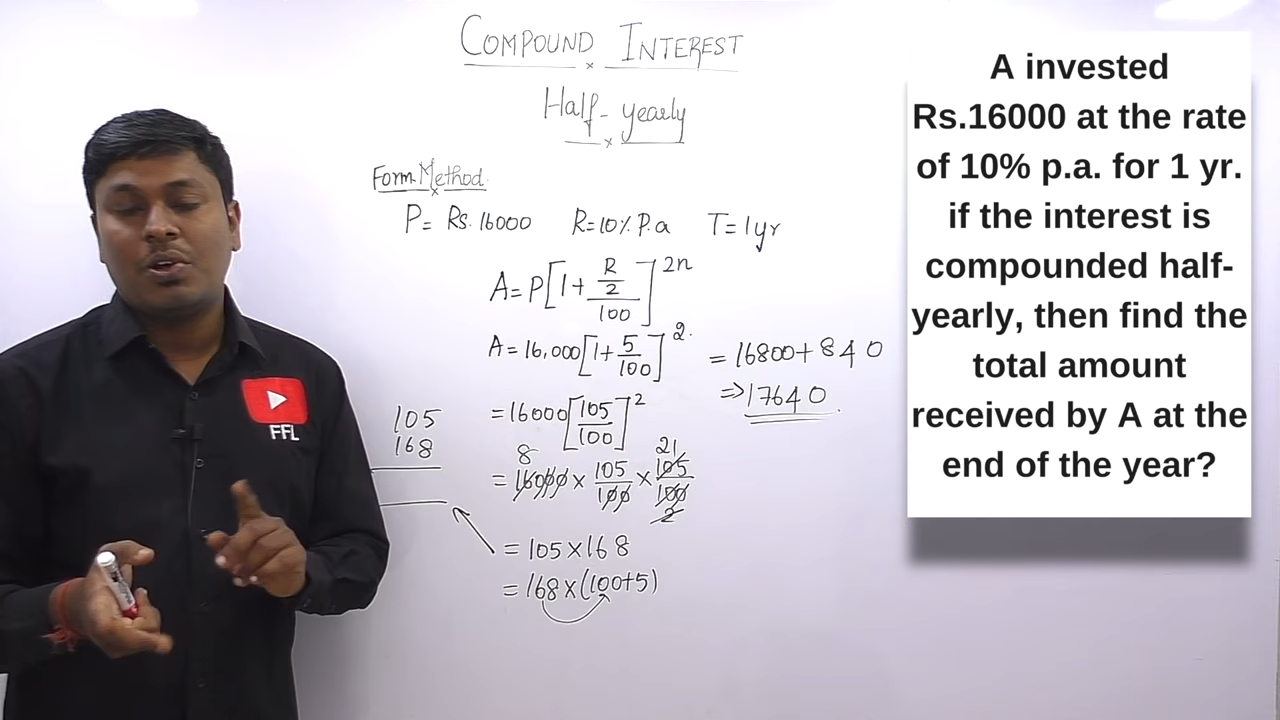 COMPOUND INTEREST
Half-yearly
Form. Method.
P= Rs. 16000 R=10% P.a T=1yr
A=P[1+ R/2/100]^2n
A=16,000[1+5/100]^2.
=16000[105/100]^2
8 21
=16000×105/100×105/100
2
=105×168
=168×(100+5)
105
168
=16800+840
⇒17640.
FFL
A invested
Rs.16000 at the rate
of 10% p.a. for 1 yr.
if the interest is
compounded half-
yearly, then find the
total amount
received by A at the
end of the year?